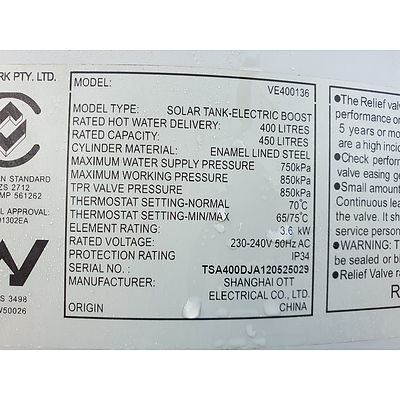 RK PTY. LTD.
MODEL: VE400136
MODEL TYPE: SOLAR TANK-ELECTRIC BOOST
RATED HOT WATER DELIVERY: 400 LITRES
RATED CAPACITY: 450 LITRES
CYLINDER MATERIAL: ENAMEL LINED STEEL
MAXIMUM WATER SUPPLY PRESSURE 750kPa
MAXIMUM WORKING PRESSURE 850kPa
TPR VALVE PRESSURE 850kPa
THERMOSTAT SETTING-NORMAL 70℃
THERMOSTAT SETTING-MIN/MAX 65/75℃
ELEMENT RATING: 3.6 kW
RATED VOLTAGE: 230-240V 50Hz AC
PROTECTION RATING IP34
SERIAL NO.: TSA400DJA120525029
MANUFACTURER: SHANGHAI OTT
ELECTRICAL CO., LTD.
ORIGIN CHINA
AN STANDARD
ZS 2712
MP 561262
AL APPROVAL:
1302EA
S 3498
W50026
●The Relief valv
performance or
5 years or mo
are a high incid
●Check perform
valve easing ge
●Small amount
Continuous lea
the valve. It sho
service person
●WARNING: T
be sealed or bl
●Relief Valve ra
R